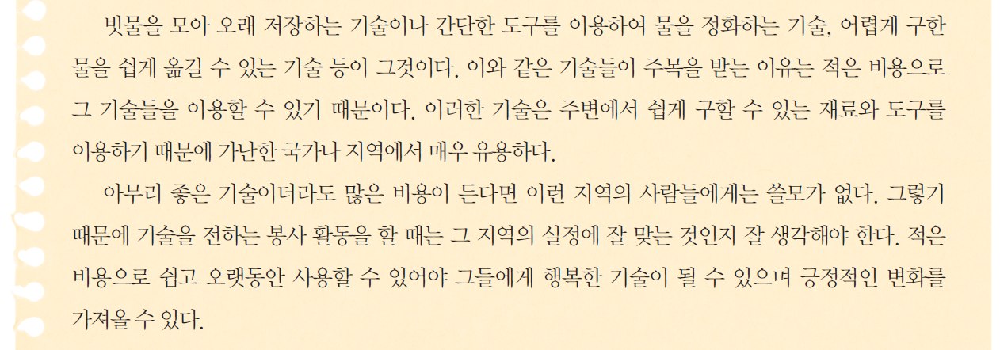 빗물을 모아 오래 저장하는 기술이나 간단한 도구를 이용하여 물을 정화하는 기술, 어렵게 구한
물을 쉽게 옮길 수 있는 기술 등이 그것이다. 이와 같은 기술들이 주목을 받는 이유는 적은 비용으로
그 기술들을 이용할 수 있기 때문이다. 이러한 기술은 주변에서 쉽게 구할 수 있는 재료와 도구를
이용하기 때문에 가난한 국가나 지역에서 매우 유용하다.
아무리 좋은 기술이더라도 많은 비용이 든다면 이런 지역의 사람들에게는 쓸모가 없다. 그렇기
때문에 기술을 전하는 봉사 활동을 할 때는 그 지역의 실정에 잘 맞는 것인지 잘 생각해야 한다. 적은
비용으로 쉽고 오랫동안 사용할 수 있어야 그들에게 행복한 기술이 될 수 있으며 긍정적인 변화를
가져올 수 있다.